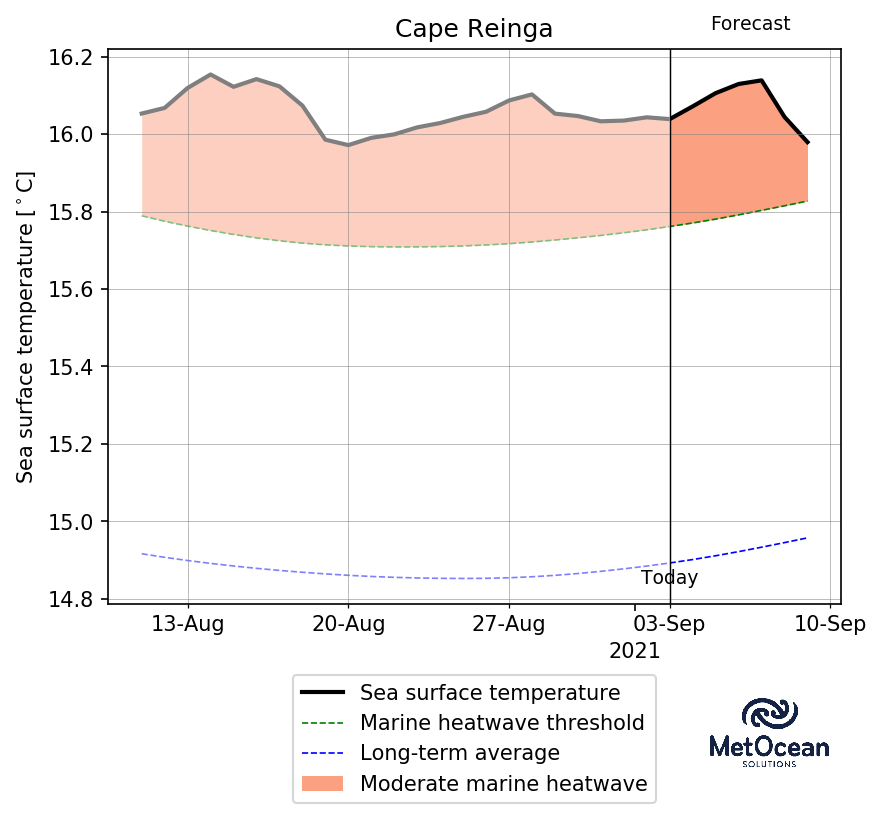 Cape Reinga
Forecast
Sea surface temperature [°C]
16.2
16.0
15.8
15.6
15.4
15.2
15.0
14.8
Today
13-Aug
20-Aug
27-Aug
03-Sep
10-Sep
2021
Sea surface temperature
Marine heatwave threshold
Long-term average
Moderate marine heatwave
MetOcean
SOLUTIONS